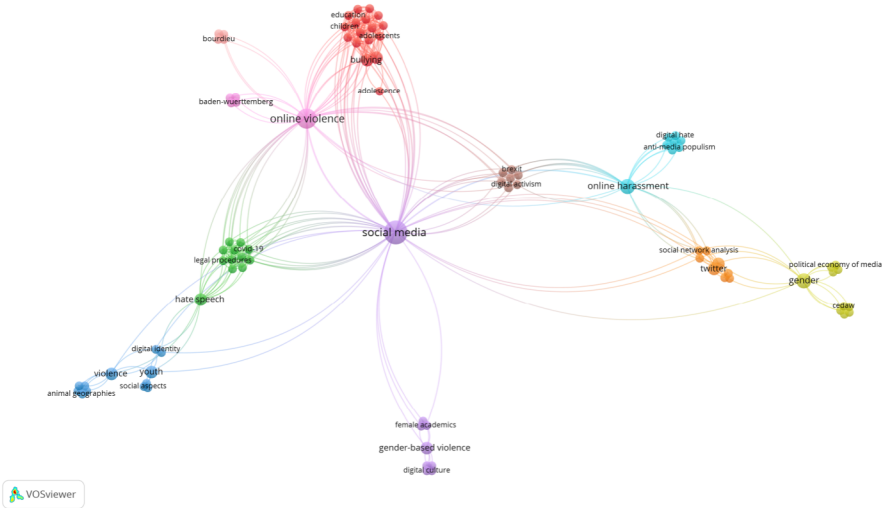 education
children
adolescents
bourdieu
bullying
adolescence
baden-wuerttemberg
online violence
digital hate
anti-media populism
brexit
digital activism
online harassment
social media
covid-19
legal procedures
social network analysis
twitter
political economy of media
gender
hate speech
cedaw
digital identity
violence
youth
social aspects
animal geographies
female academics
gender-based violence
digital culture
VOSviewer